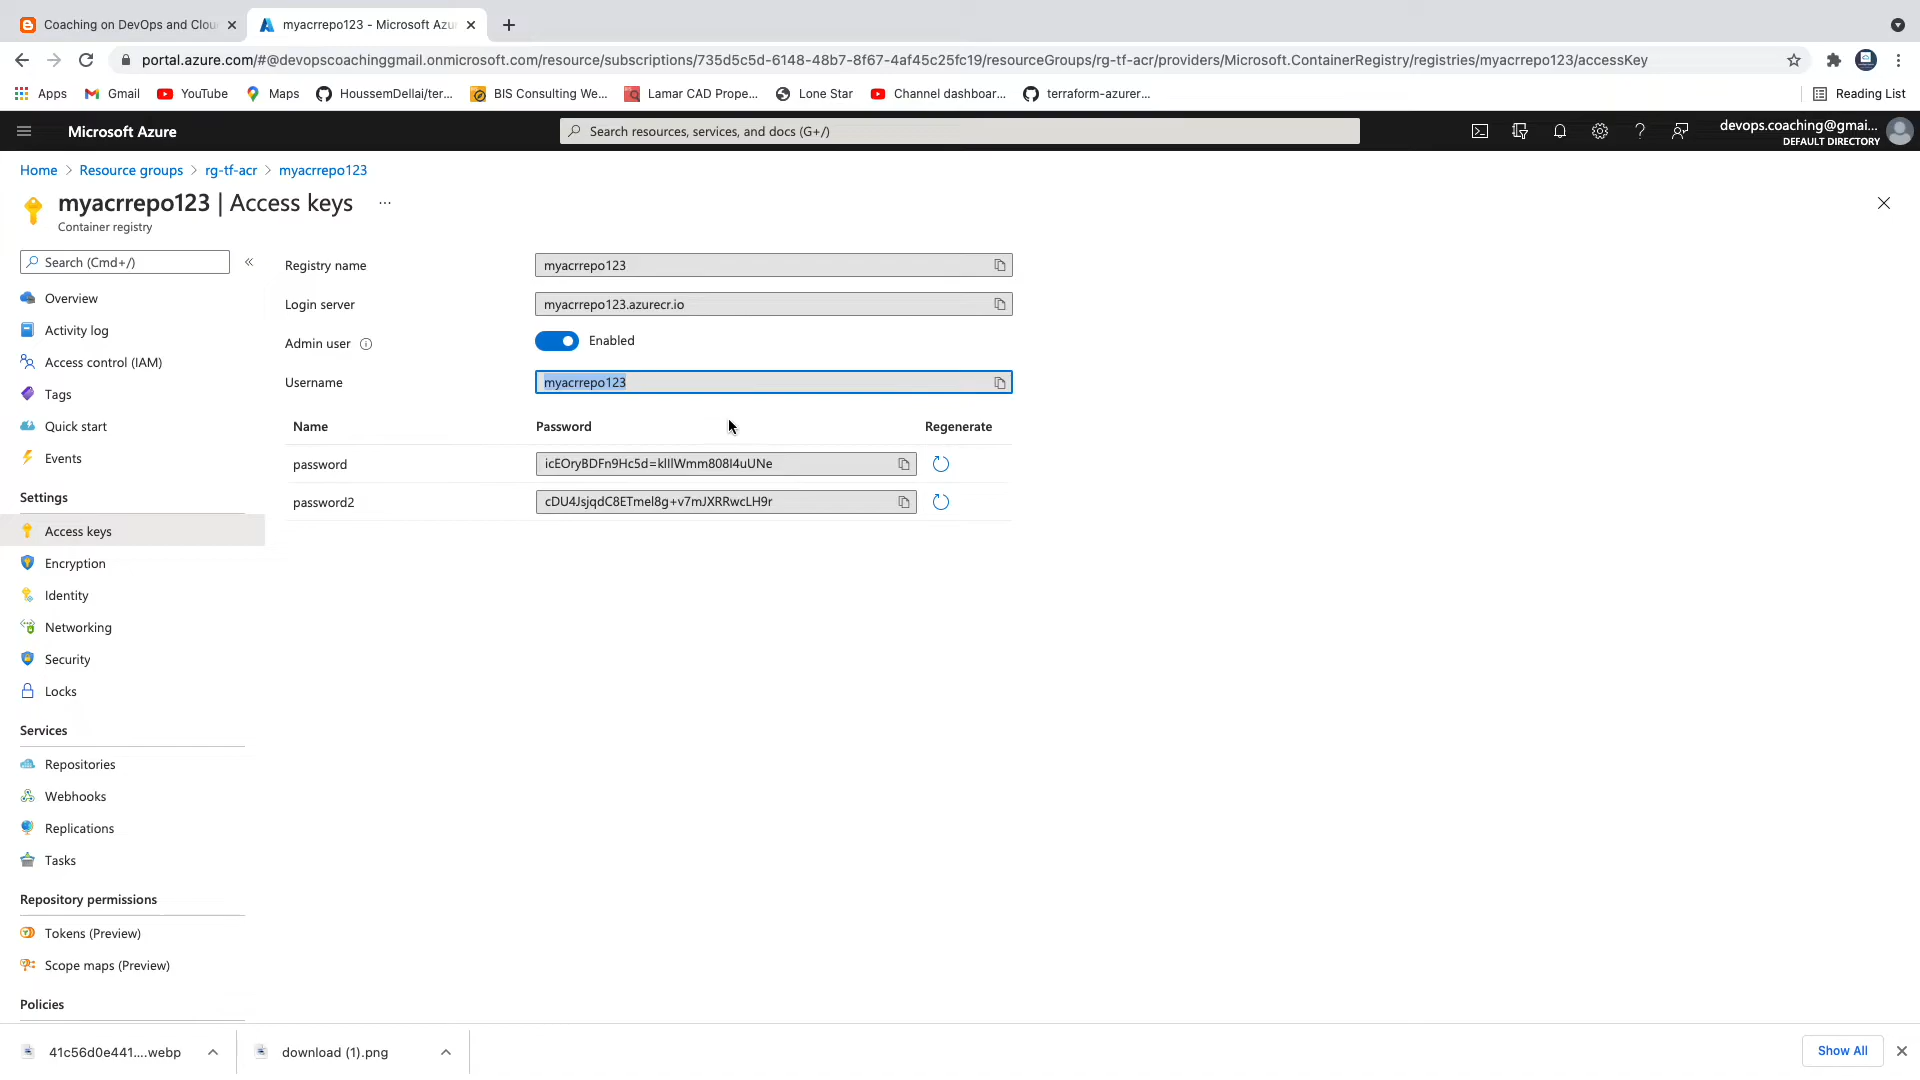 Coaching on DevOps and Clou
myacrrepo123 - Microsoft Azu
portal.azure.com/#@devopscoachinggmail.onmicrosoft.com/resource/subscriptions/735d5c5d-6148-48b7-8f67-4af45c25fc19/resourceGroups/rg-tf-acr/providers/Microsoft.ContainerRegistry/registries/myacrrepo123/accessKey
Apps
Gmail
YouTube
Maps
HoussemDellai/ter...
BIS Consulting We...
Lamar CAD Prope...
Lone Star
Channel dashboar...
terraform-azurer...
Reading List
Microsoft Azure
Search resources, services, and docs (G+/)
devops.coaching@gmai...
DEFAULT DIRECTORY
Home > Resource groups > rg-tf-acr > myacrrepo123
myacrrepo123 | Access keys ...
Container registry
Search (Cmd+/)
«
Overview
Activity log
Access control (IAM)
Tags
Quick start
Events
Settings
Access keys
Encryption
Identity
Networking
Security
Locks
Services
Repositories
Webhooks
Replications
Tasks
Repository permissions
Tokens (Preview)
Scope maps (Preview)
Policies
Registry name
myacrrepo123
Login server
myacrrepo123.azurecr.io
Admin user
Enabled
Username
myacrrepo123
Name
Password
Regenerate
password
password2
41c56d0e441....webp
download (1).png
Show All